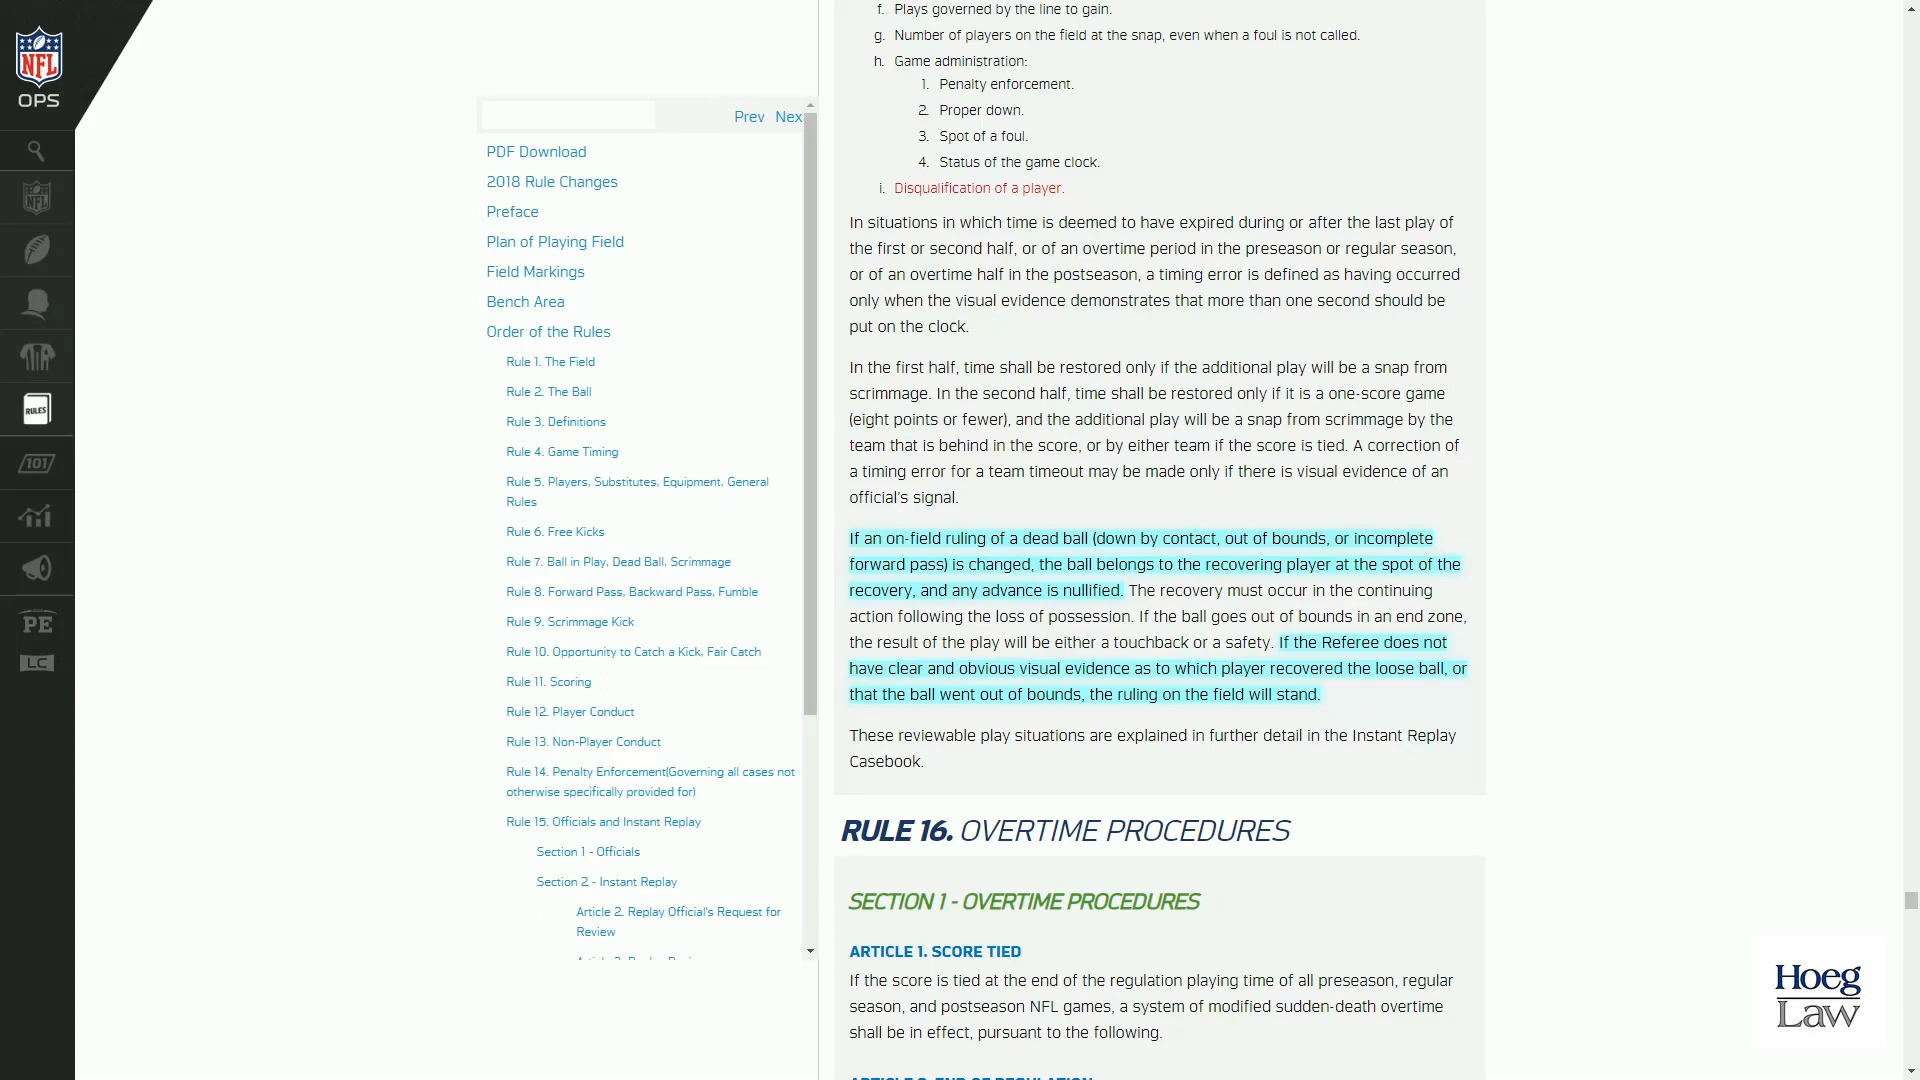 NFL
OPS
RULES
101
PE
LC
Prev Nex
PDF Download
2018 Rule Changes
Preface
Plan of Playing Field
Field Markings
Bench Area
Order of the Rules
Rule 1. The Field
Rule 2. The Ball
Rule 3. Definitions
Rule 4. Game Timing
Rule 5. Players, Substitutes, Equipment, General
Rules
Rule 6. Free Kicks
Rule 7. Ball in Play, Dead Ball, Scrimmage
Rule 8. Forward Pass, Backward Pass, Fumble
Rule 9. Scrimmage Kick
Rule 10. Opportunity to Catch a Kick, Fair Catch
Rule 11. Scoring
Rule 12. Player Conduct
Rule 13. Non-Player Conduct
Rule 14. Penalty Enforcement(Governing all cases not
otherwise specifically provided for)
Rule 15. Officials and Instant Replay
Section 1 - Officials
Section 2 - Instant Replay
Article 2. Replay Official's Request for
Review
f. Plays governed by the line to gain.
g. Number of players on the field at the snap, even when a foul is not called.
h. Game administration:
1. Penalty enforcement.
2. Proper down.
3. Spot of a foul.
4. Status of the game clock.
i. Disqualification of a player.
In situations in which time is deemed to have expired during or after the last play of
the first or second half, or of an overtime period in the preseason or regular season,
or of an overtime half in the postseason, a timing error is defined as having occurred
only when the visual evidence demonstrates that more than one second should be
put on the clock.
In the first half, time shall be restored only if the additional play will be a snap from
scrimmage. In the second half, time shall be restored only if it is a one-score game
(eight points or fewer), and the additional play will be a snap from scrimmage by the
team that is behind in the score, or by either team if the score is tied. A correction of
a timing error for a team timeout may be made only if there is visual evidence of an
official's signal.
If an on-field ruling of a dead ball (down by contact, out of bounds, or incomplete
forward pass) is changed, the ball belongs to the recovering player at the spot of the
recovery, and any advance is nullified. The recovery must occur in the continuing
action following the loss of possession. If the ball goes out of bounds in an end zone,
the result of the play will be either a touchback or a safety. If the Referee does not
have clear and obvious visual evidence as to which player recovered the loose ball, or
that the ball went out of bounds, the ruling on the field will stand.
These reviewable play situations are explained in further detail in the Instant Replay
Casebook.
RULE 16. OVERTIME PROCEDURES
SECTION 1 - OVERTIME PROCEDURES
ARTICLE 1. SCORE TIED
If the score is tied at the end of the regulation playing time of all preseason, regular
season, and postseason NFL games, a system of modified sudden-death overtime
shall be in effect, pursuant to the following.
Hoeg
Law